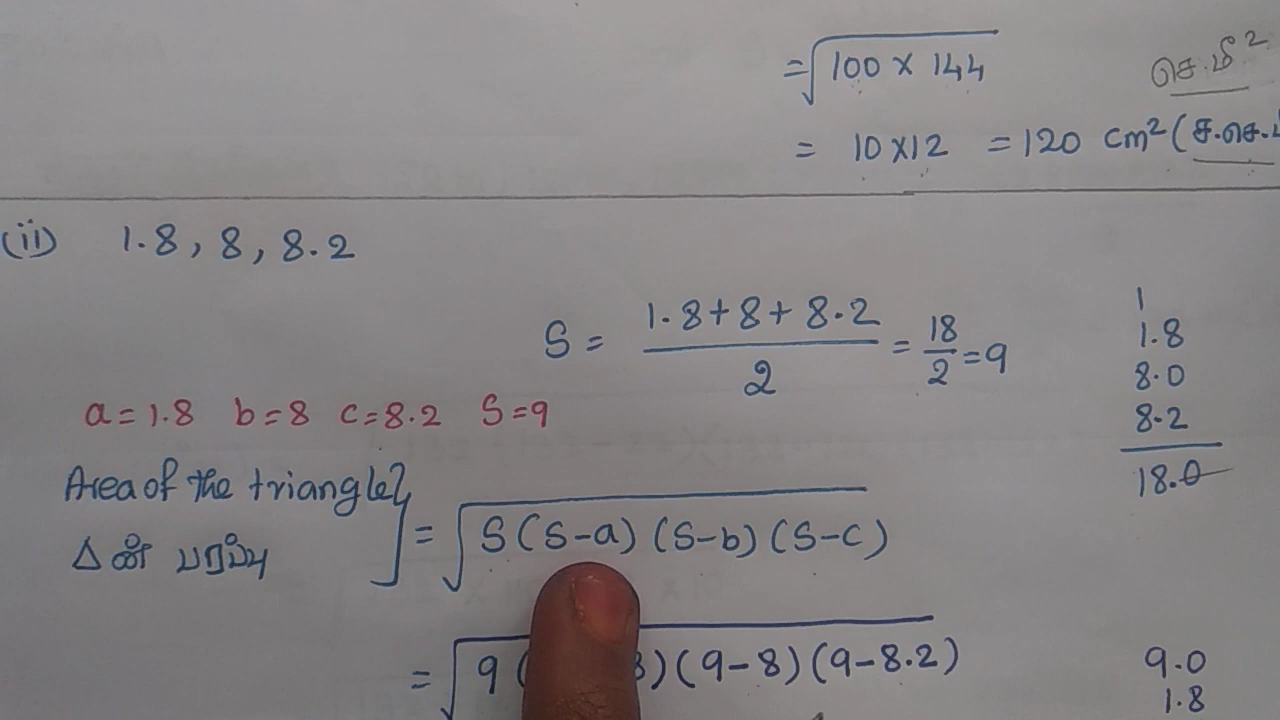 = √100 × 144
செ.மீ²
= 10 × 12 = 120 cm² (ச.செ.
(ii) 1.8, 8, 8.2
S = 1.8 + 8 + 8.2 / 2 = 18/2 = 9
1
1.8
8.0
8.2
18.0
a = 1.8 b = 8 c = 8.2 S = 9
Area of the triangle
Δ ன் பரப்பு
= √S(S-a)(S-b)(S-c)
= √9( 8)(9-8)(9-8.2)
9.0
1.8